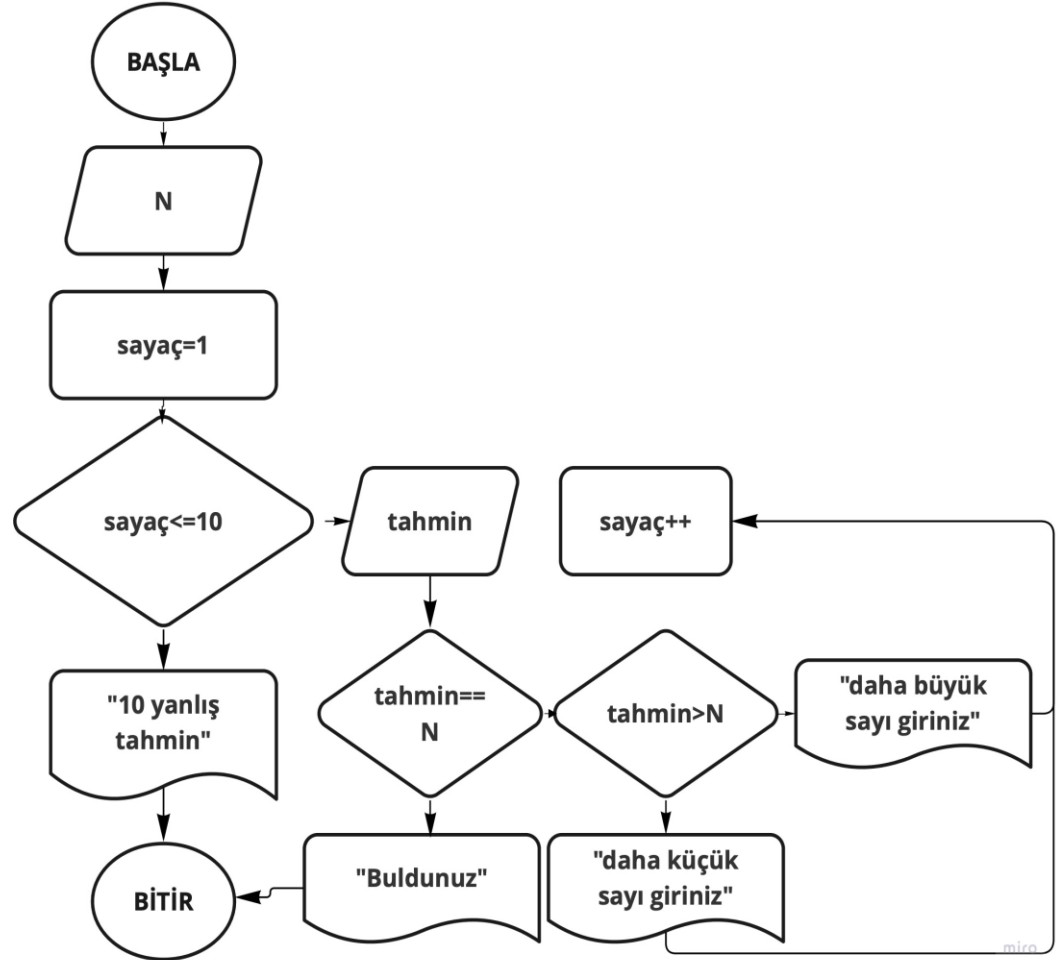 BAŞLA
N
sayaç=1
sayaç<=10
tahmin
sayaç++
"10 yanlış
tahmin"
tahmin==
N
tahmin>N
"daha büyük
sayı giriniz"
BİTİR
"Buldunuz"
"daha küçük
sayı giriniz"
miro